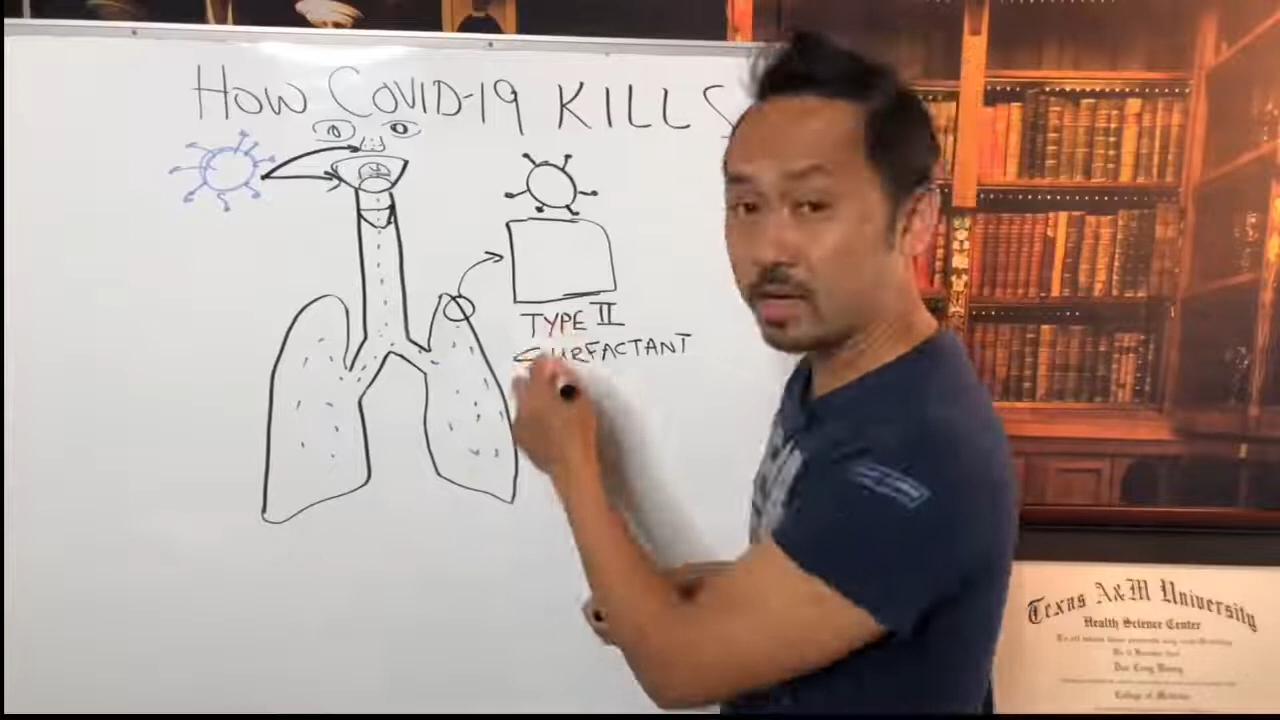 HOW COVID-19 KILLS
TYPE II
SURFACTANT
Texas A&M University
Health Science Center
College of Medicine